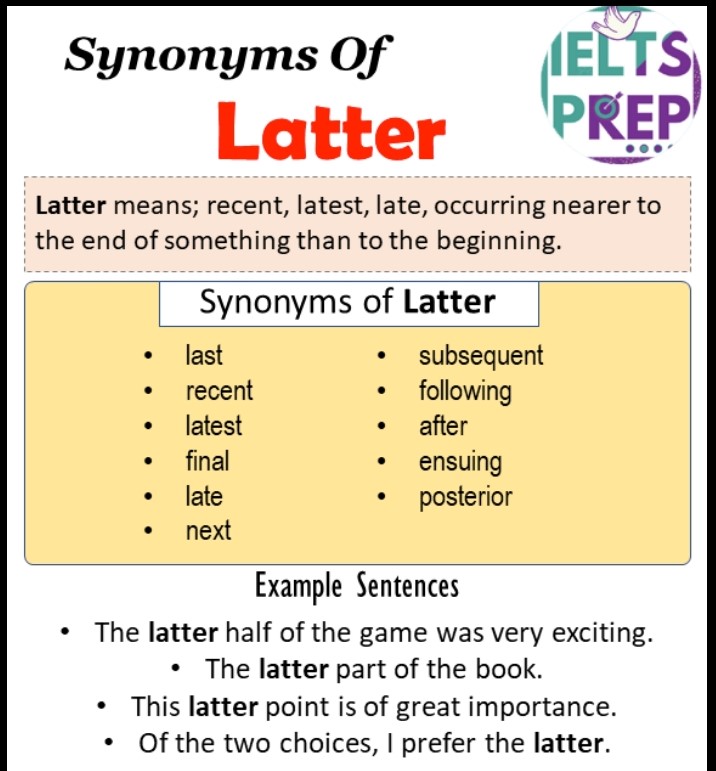 Synonyms Of
Latter
IELTS
PREP
Latter means; recent, latest, late, occurring nearer to
the end of something than to the beginning.
Synonyms of Latter
• last
• recent
• latest
• final
• late
• next
• subsequent
• following
• after
• ensuing
• posterior
Example Sentences
• The latter half of the game was very exciting.
• The latter part of the book.
• This latter point is of great importance.
• Of the two choices, I prefer the latter.